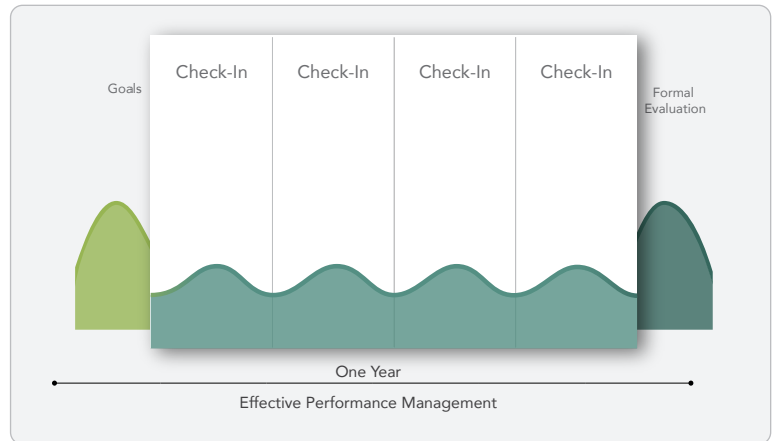 Check-In Check-In Check-In Check-In
Goals
Formal
Evaluation
One Year
Effective Performance Management